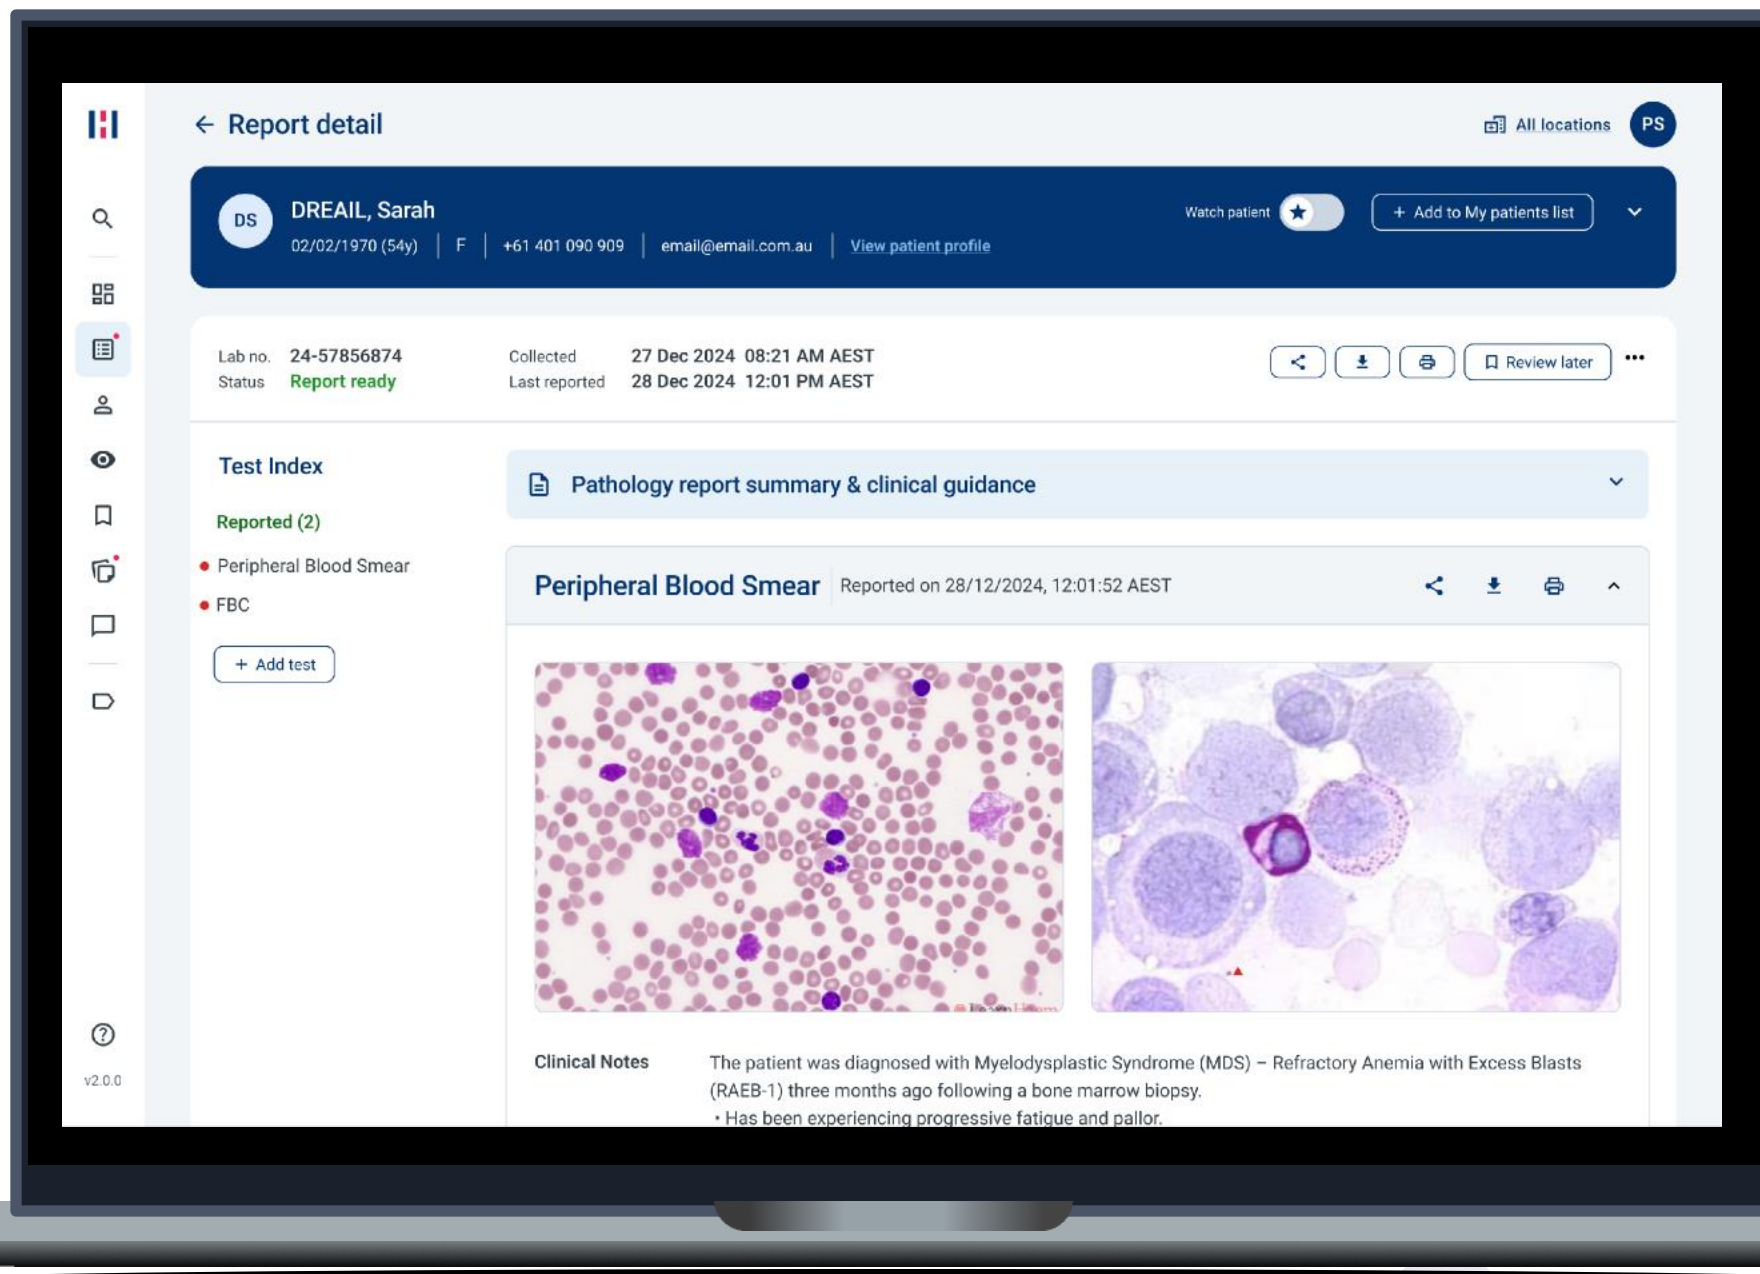 Report detail
All locations
PS
DS
DREAIL, Sarah
02/02/1970 (54y) | F | +61 401 090 909 | email@email.com.au | View patient profile
Watch patient
+ Add to My patients list
Lab no. 24-57856874
Status Report ready
Collected 27 Dec 2024 08:21 AM AEST
Last reported 28 Dec 2024 12:01 PM AEST
Review later
Test Index
Reported (2)
Peripheral Blood Smear
FBC
+ Add test
Pathology report summary & clinical guidance
Peripheral Blood Smear Reported on 28/12/2024, 12:01:52 AEST
Clinical Notes
The patient was diagnosed with Myelodysplastic Syndrome (MDS) – Refractory Anemia with Excess Blasts
(RAEB-1) three months ago following a bone marrow biopsy.
• Has been experiencing progressive fatigue and pallor.
v2.0.0